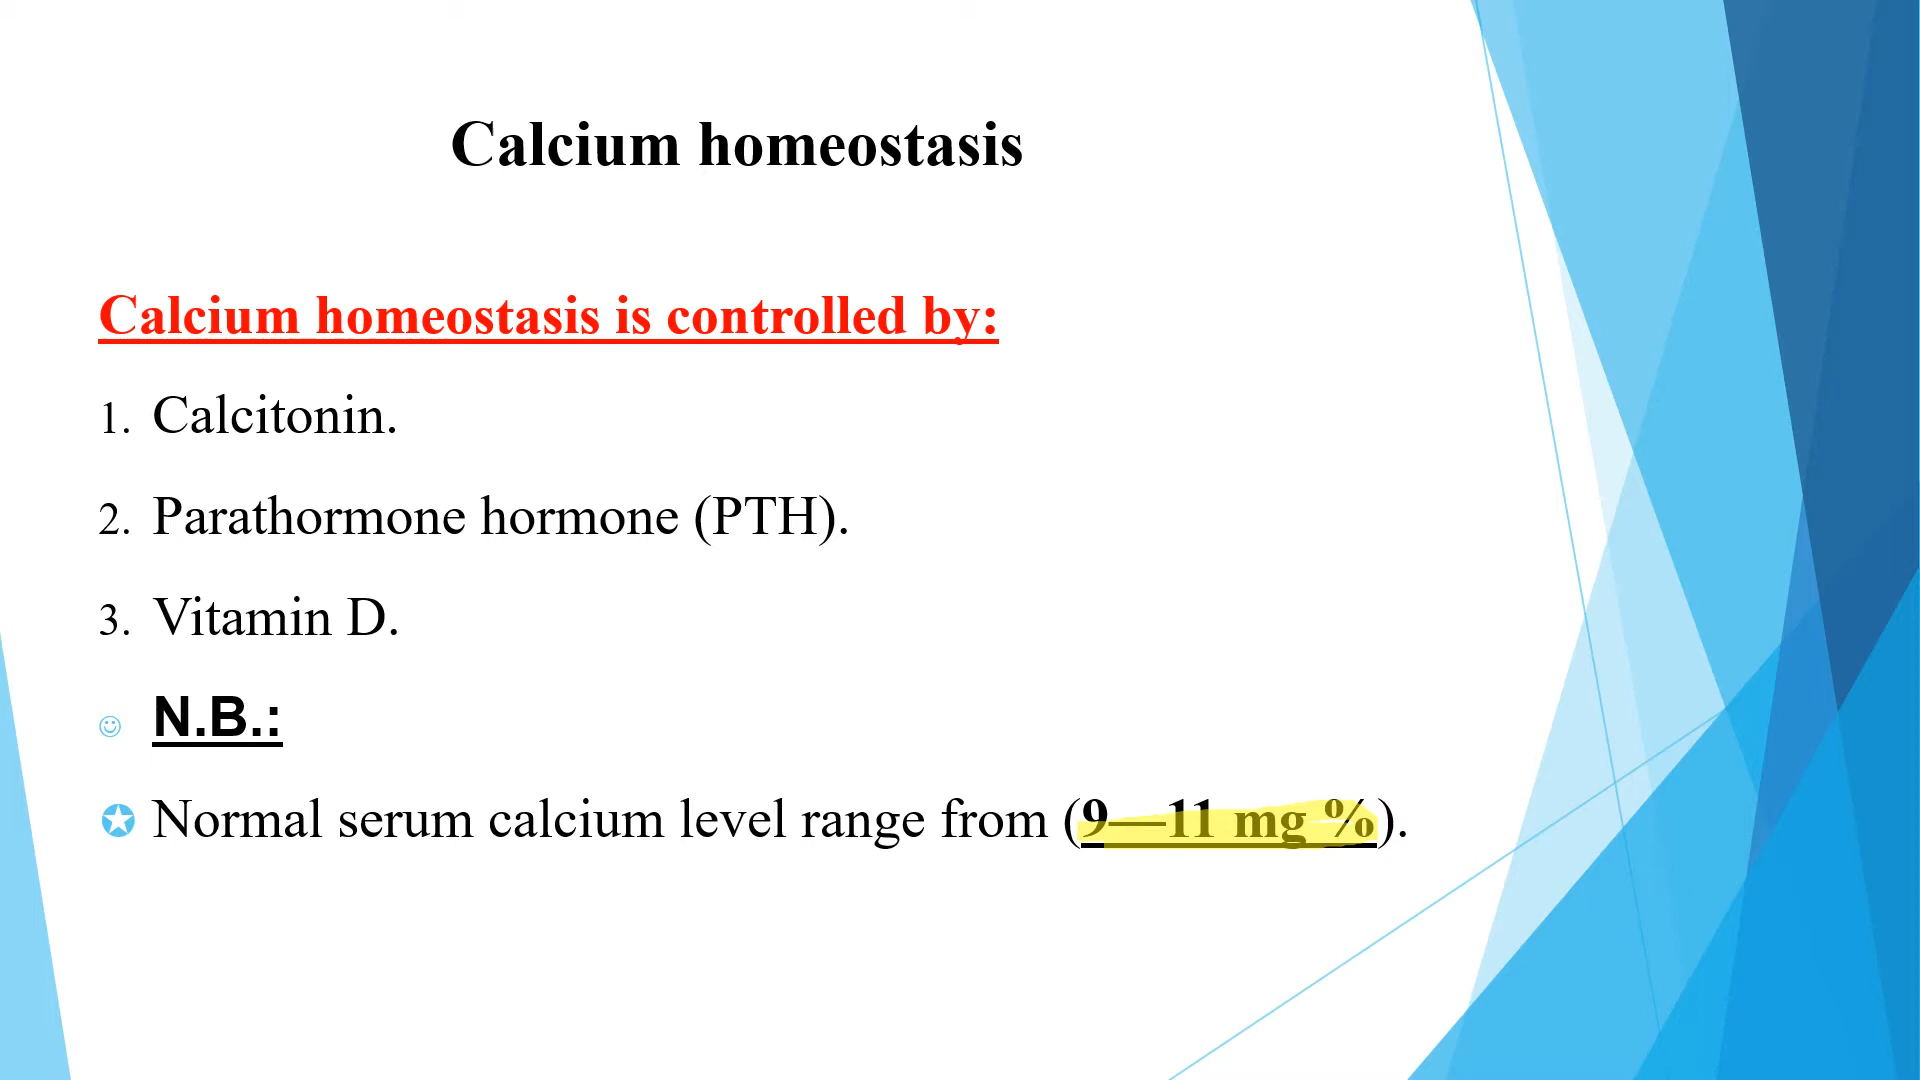 Calcium homeostasis
Calcium homeostasis is controlled by:
1. Calcitonin.
2. Parathormone hormone (PTH).
3. Vitamin D.
☺ N.B.:
✪ Normal serum calcium level range from (9—11 mg %).